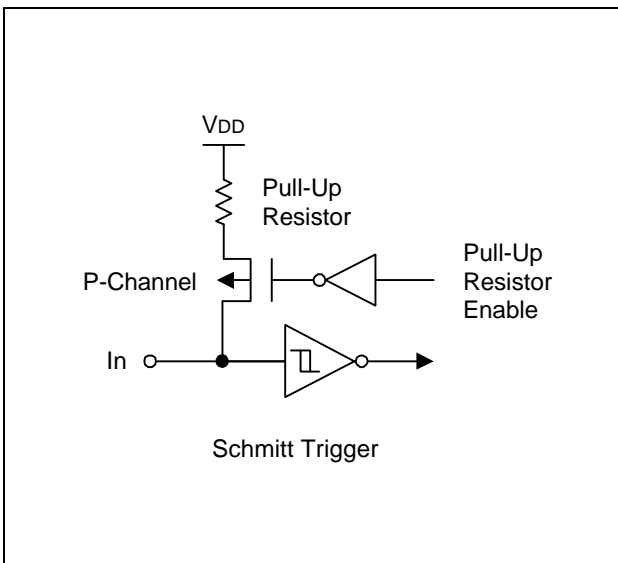 VDD
Pull-Up
Resistor
P-Channel
Pull-Up
Resistor
Enable
In
Schmitt Trigger